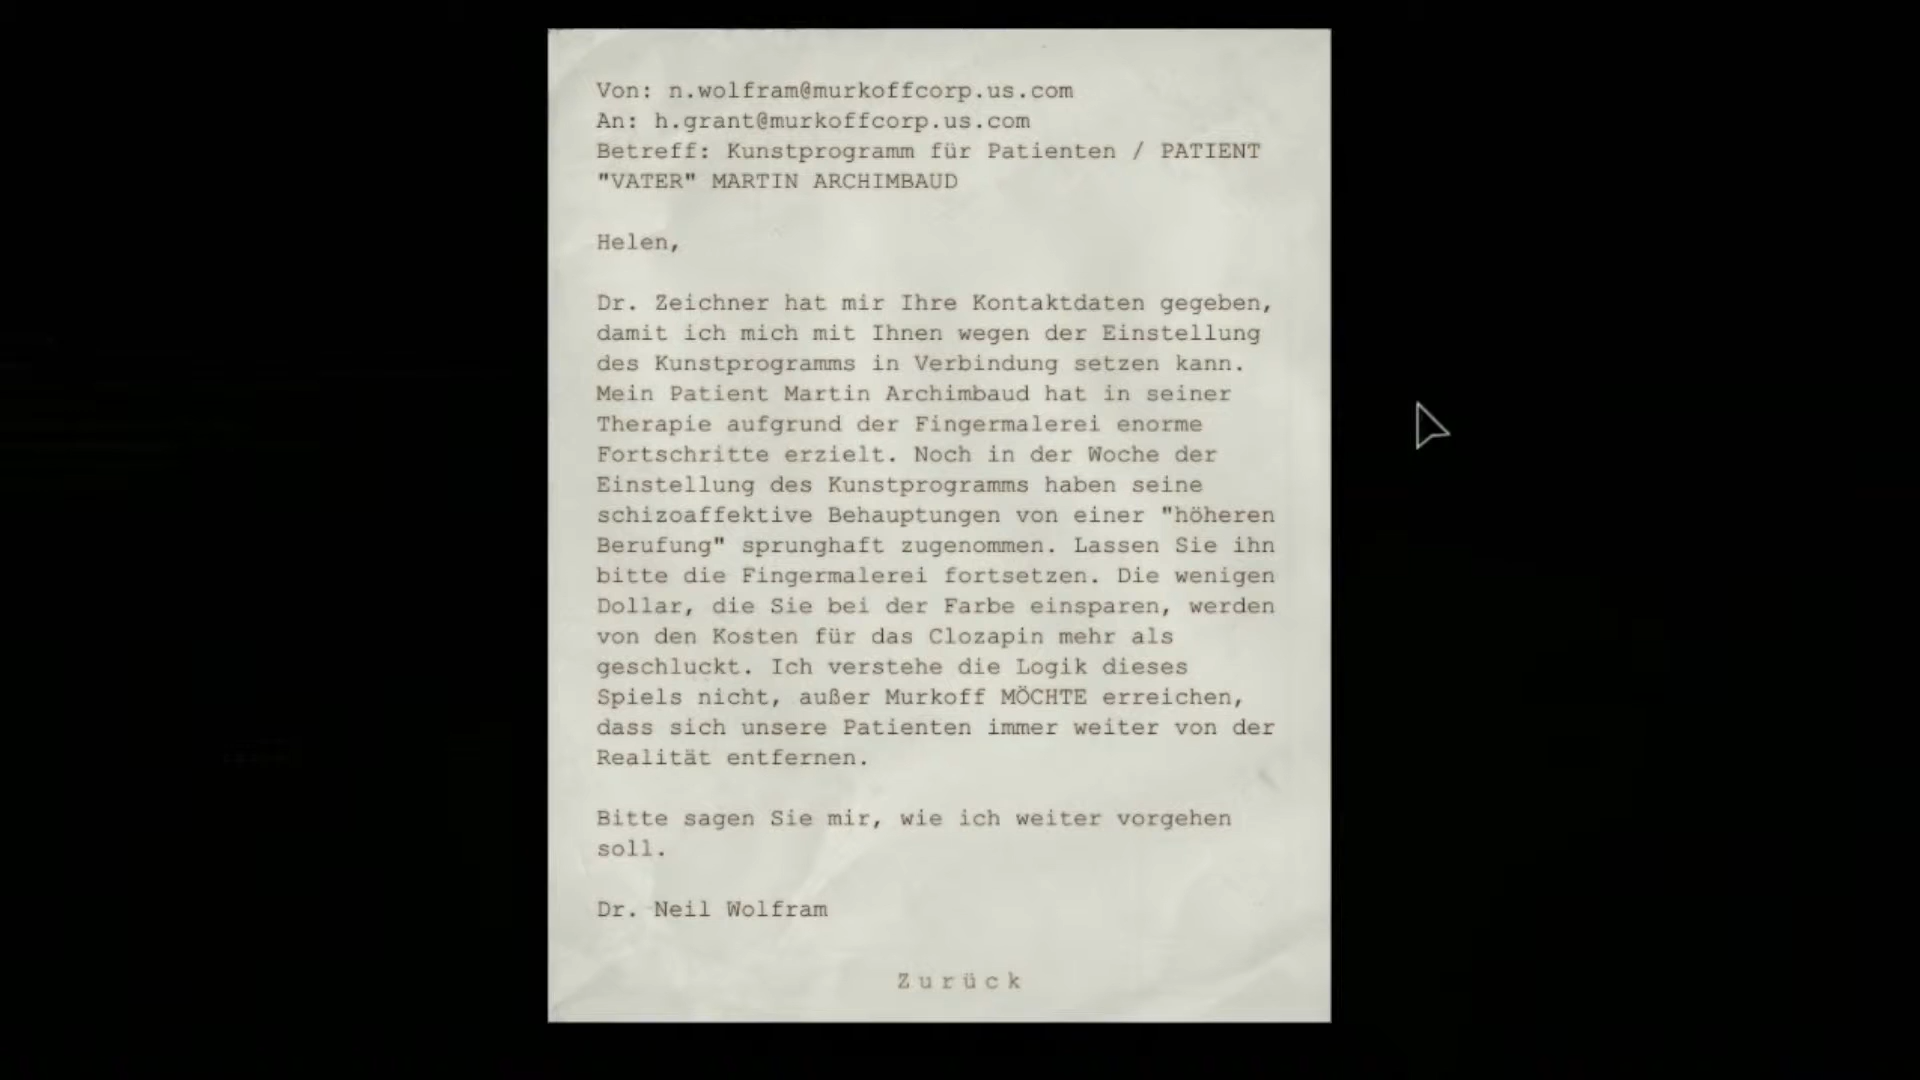 Von: n.wolfram@murkoffcorp.us.com
An: h.grant@murkoffcorp.us.com
Betreff: Kunstprogramm für Patienten / PATIENT
"VATER" MARTIN ARCHIMBAUD
Helen,
Dr. Zeichner hat mir Ihre Kontaktdaten gegeben,
damit ich mich mit Ihnen wegen der Einstellung
des Kunstprogramms in Verbindung setzen kann.
Mein Patient Martin Archimbaud hat in seiner
Therapie aufgrund der Fingermalerei enorme
Fortschritte erzielt. Noch in der Woche der
Einstellung des Kunstprogramms haben seine
schizoaffektive Behauptungen von einer "höheren
Berufung" sprunghaft zugenommen. Lassen Sie ihn
bitte die Fingermalerei fortsetzen. Die wenigen
Dollar, die Sie bei der Farbe einsparen, werden
von den Kosten für das Clozapin mehr als
geschluckt. Ich verstehe die Logik dieses
Spiels nicht, außer Murkoff MÖCHTE erreichen,
dass sich unsere Patienten immer weiter von der
Realität entfernen.
Bitte sagen Sie mir, wie ich weiter vorgehen
soll.
Dr. Neil Wolfram
Zurück